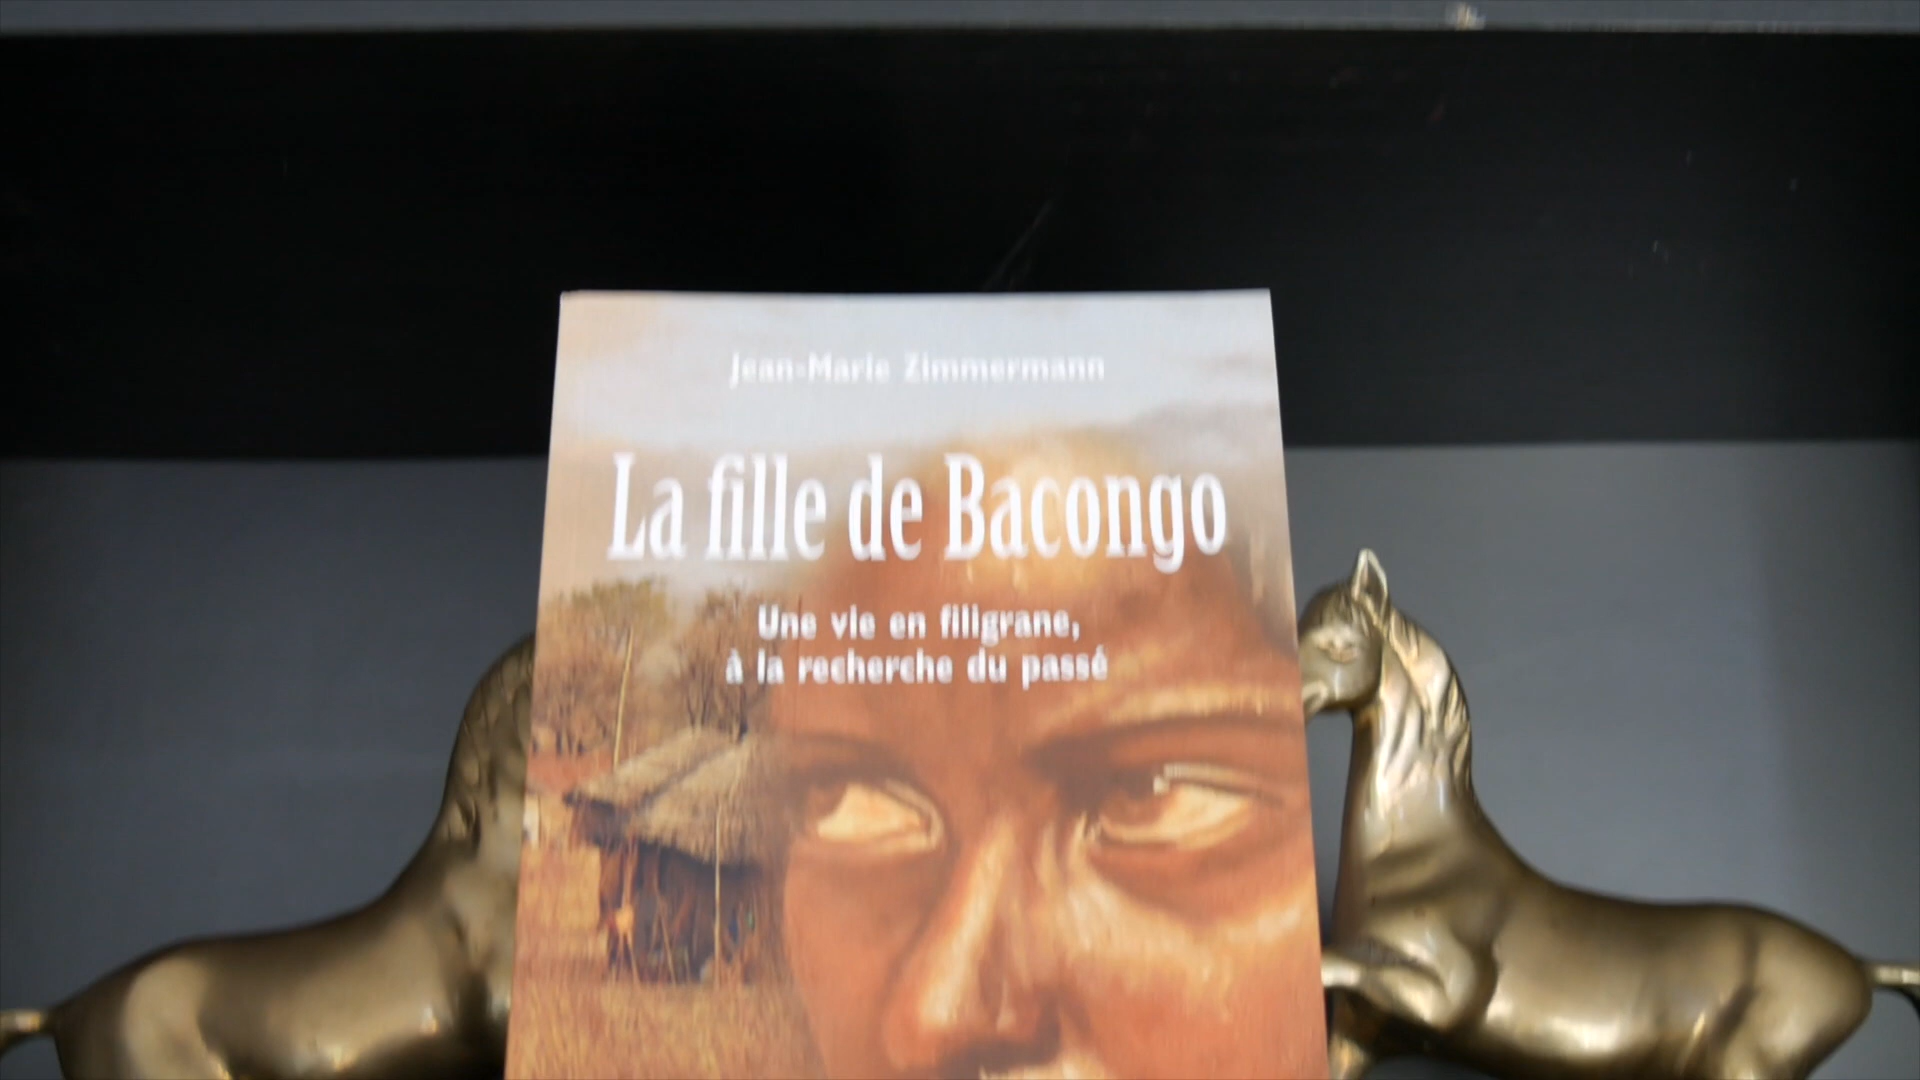 Jean-Marie Zimmermann
La fille de Bacongo
Une vie en filigrane,
à la recherche du passé